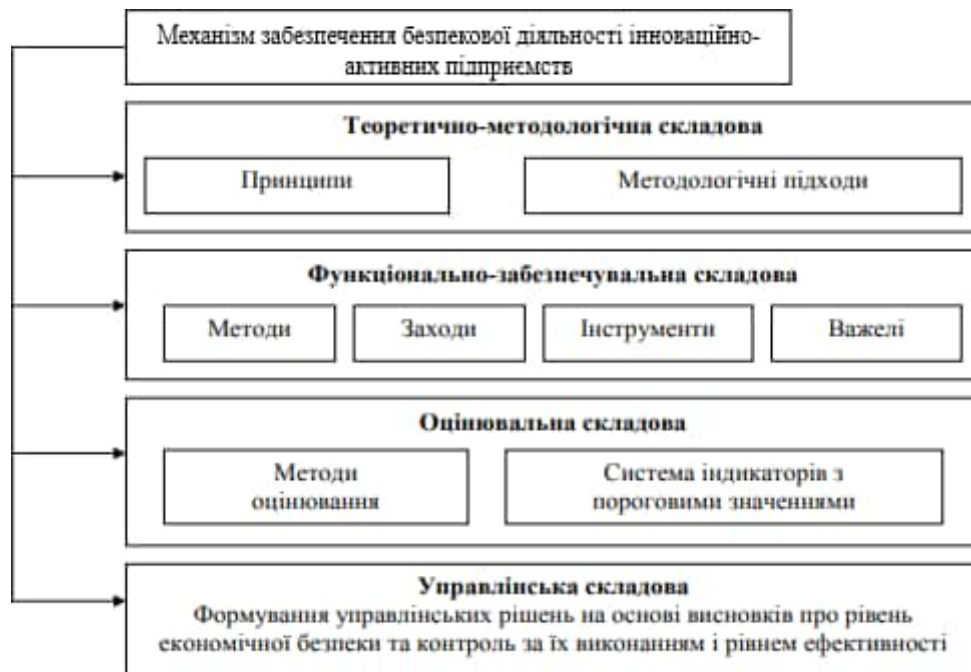 Механізм забезпечення безпекової діяльності інноваційно-
активних підприємств
Теоретично-методологічна складова
Принципи
Методологічні підходи
Функціонально-забезпечувальна складова
Методи
Заходи
Інструменти
Важелі
Оцінювальна складова
Методи
оцінювання
Система індикаторів з
пороговими значеннями
Управлінська складова
Формування управлінських рішень на основі висновків про рівень
економічної безпеки та контроль за їх виконанням і рівнем ефективності